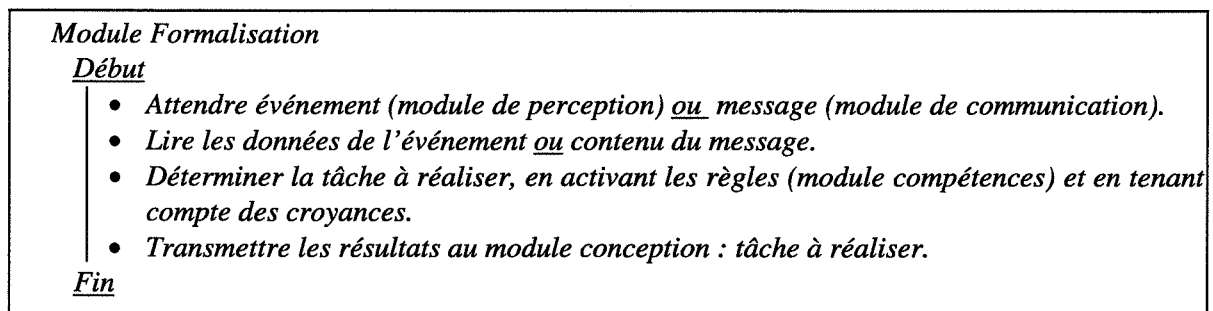 Module Formalisation
Début
• Attendre événement (module de perception) ou message (module de communication).
• Lire les données de l'événement ou contenu du message.
• Déterminer la tâche à réaliser, en activant les règles (module compétences) et en tenant
compte des croyances.
• Transmettre les résultats au module conception : tâche à réaliser.
Fin